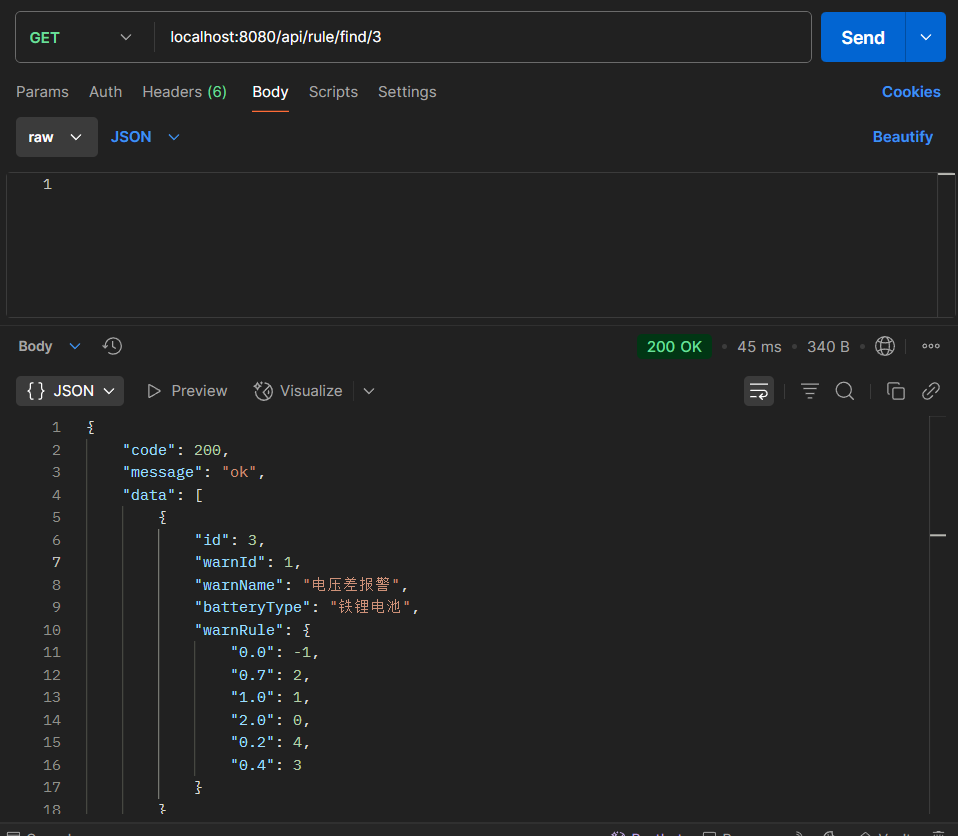 GET localhost:8080/api/rule/find/3 Send
Params Auth Headers (6) Body Scripts Settings Cookies
raw JSON Beautify
1
Body 200 OK 45 ms 340 B
{} JSON Preview Visualize
1 {
2 "code": 200,
3 "message": "ok",
4 "data": [
5 {
6 "id": 3,
7 "warnId": 1,
8 "warnName": "电压差报警",
9 "batteryType": "铁锂电池",
10 "warnRule": {
11 "0.0": -1,
12 "0.7": 2,
13 "1.0": 1,
14 "2.0": 0,
15 "0.2": 4,
16 "0.4": 3
17 }
18 }